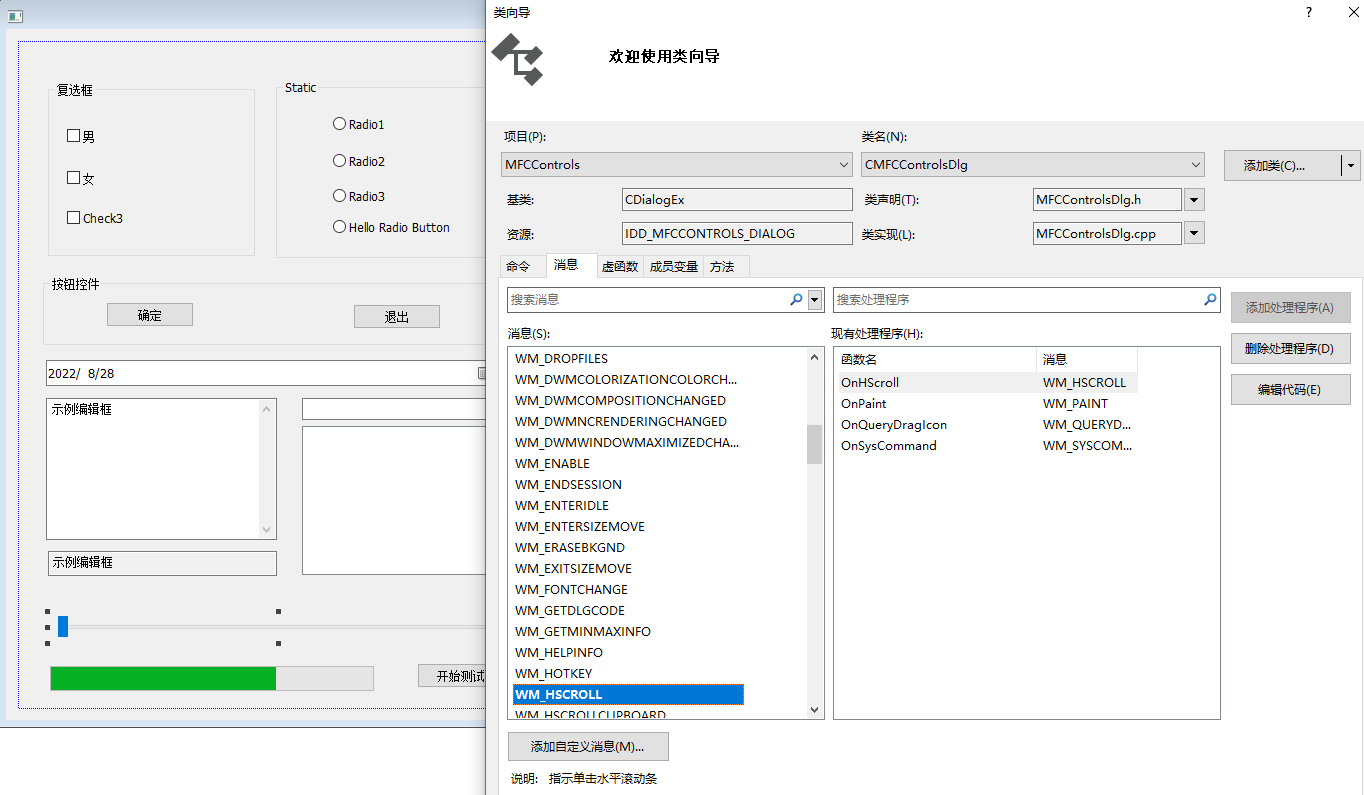 类向导
?
欢迎使用类向导
复选框
男
女
Check3
Static
Radio1
Radio2
Radio3
Hello Radio Button
按钮控件
确定
退出
2022/ 8/28
示例编辑框
示例编辑框
开始测试
项目(P):
类名(N):
MFCControls
CMFCControlsDlg
添加类(C)...
基类:
CDialogEx
类声明(T):
MFCControlsDlg.h
资源:
IDD_MFCCONTROLS_DIALOG
类实现(L):
MFCControlsDlg.cpp
命令
消息
虚函数
成员变量
方法
搜索消息
搜索处理程序
添加处理程序(A)
消息(S):
现有处理程序(H):
删除处理程序(D)
编辑代码(E)
WM_DROPFILES
WM_DWMCOLORIZATIONCOLORCH...
WM_DWMCOMPOSITIONCHANGED
WM_DWMNCRENDERINGCHANGED
WM_DWMWINDOWMAXIMIZEDCHA...
WM_ENABLE
WM_ENDSESSION
WM_ENTERIDLE
WM_ENTERSIZEMOVE
WM_ERASEBKGND
WM_EXITSIZEMOVE
WM_FONTCHANGE
WM_GETDLGCODE
WM_GETMINMAXINFO
WM_HELPINFO
WM_HOTKEY
WM_HSCROLL
WM_HSCROLLCLIPBOARD
函数名 消息
OnHScroll WM_HSCROLL
OnPaint WM_PAINT
OnQueryDragIcon WM_QUERYD...
OnSysCommand WM_SYSCOM...
添加自定义消息(M)...
说明: 指示单击水平滚动条